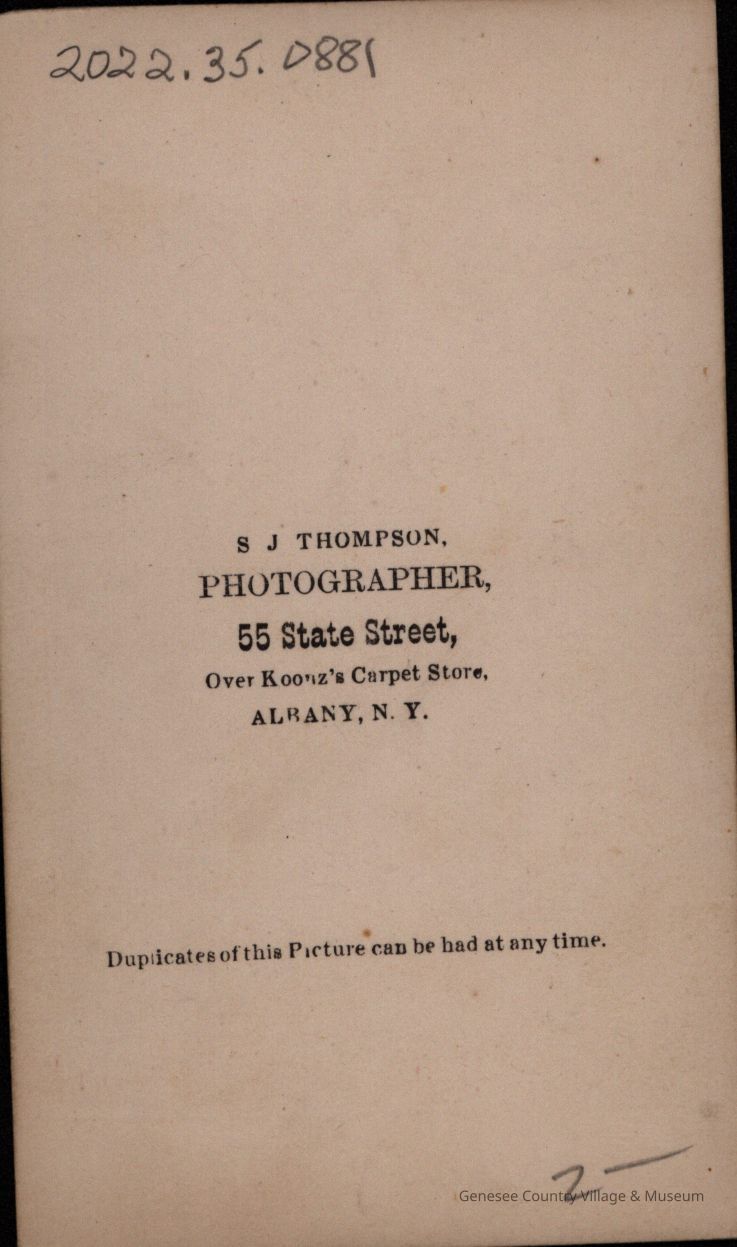 2022.35.0881
S J THOMPSON,
PHOTOGRAPHER,
55 State Street,
Over Koonz's Carpet Store,
ALBANY, N. Y.
Duplicates of this Picture can be had at any time.
2 —
Genesee Country Village & Museum